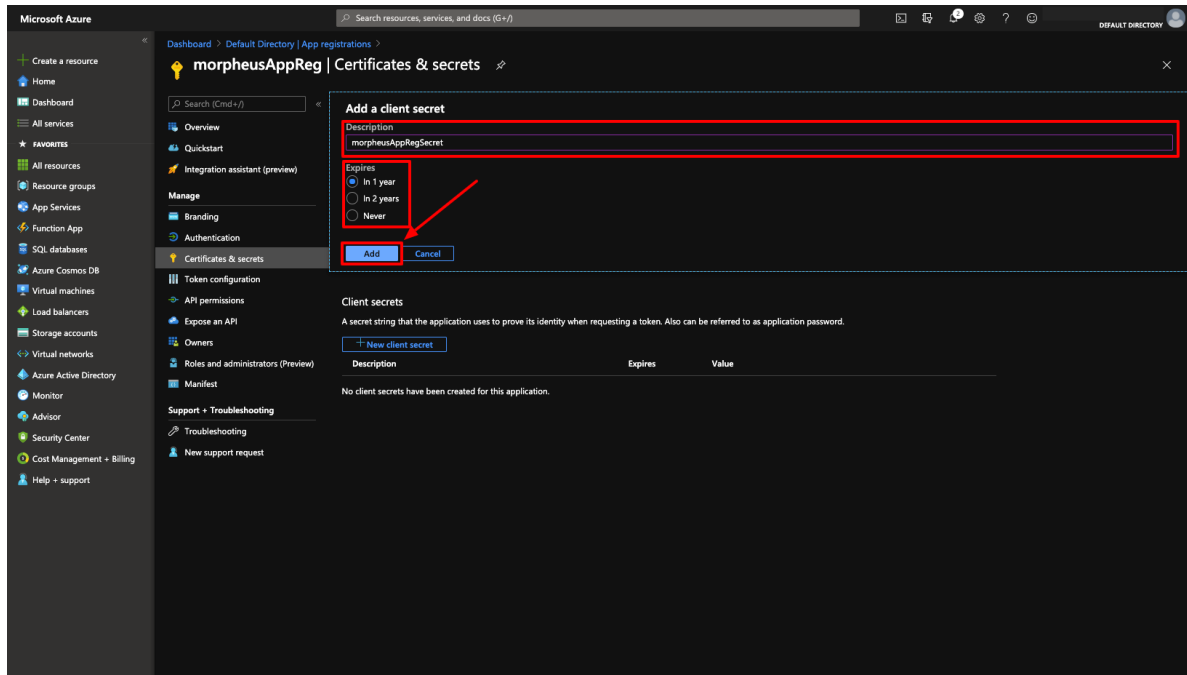 Microsoft Azure
Search resources, services, and docs (G+/)
2
DEFAULT DIRECTORY
Create a resource
Home
Dashboard
All services
FAVORITES
All resources
Resource groups
App Services
Function App
SQL databases
Azure Cosmos DB
Virtual machines
Load balancers
Storage accounts
Virtual networks
Azure Active Directory
Monitor
Advisor
Security Center
Cost Management + Billing
Help + support
Dashboard > Default Directory | App registrations >
morpheusAppReg | Certificates & secrets
Search (Cmd+/)
Overview
Quickstart
Integration assistant (preview)
Manage
Branding
Authentication
Certificates & secrets
Token configuration
API permissions
Expose an API
Owners
Roles and administrators (Preview)
Manifest
Support + Troubleshooting
Troubleshooting
New support request
Add a client secret
Description
morpheusAppRegSecret
Expires
In 1 year
In 2 years
Never
Add Cancel
Client secrets
A secret string that the application uses to prove its identity when requesting a token. Also can be referred to as application password.
New client secret
Description Expires Value
No client secrets have been created for this application.